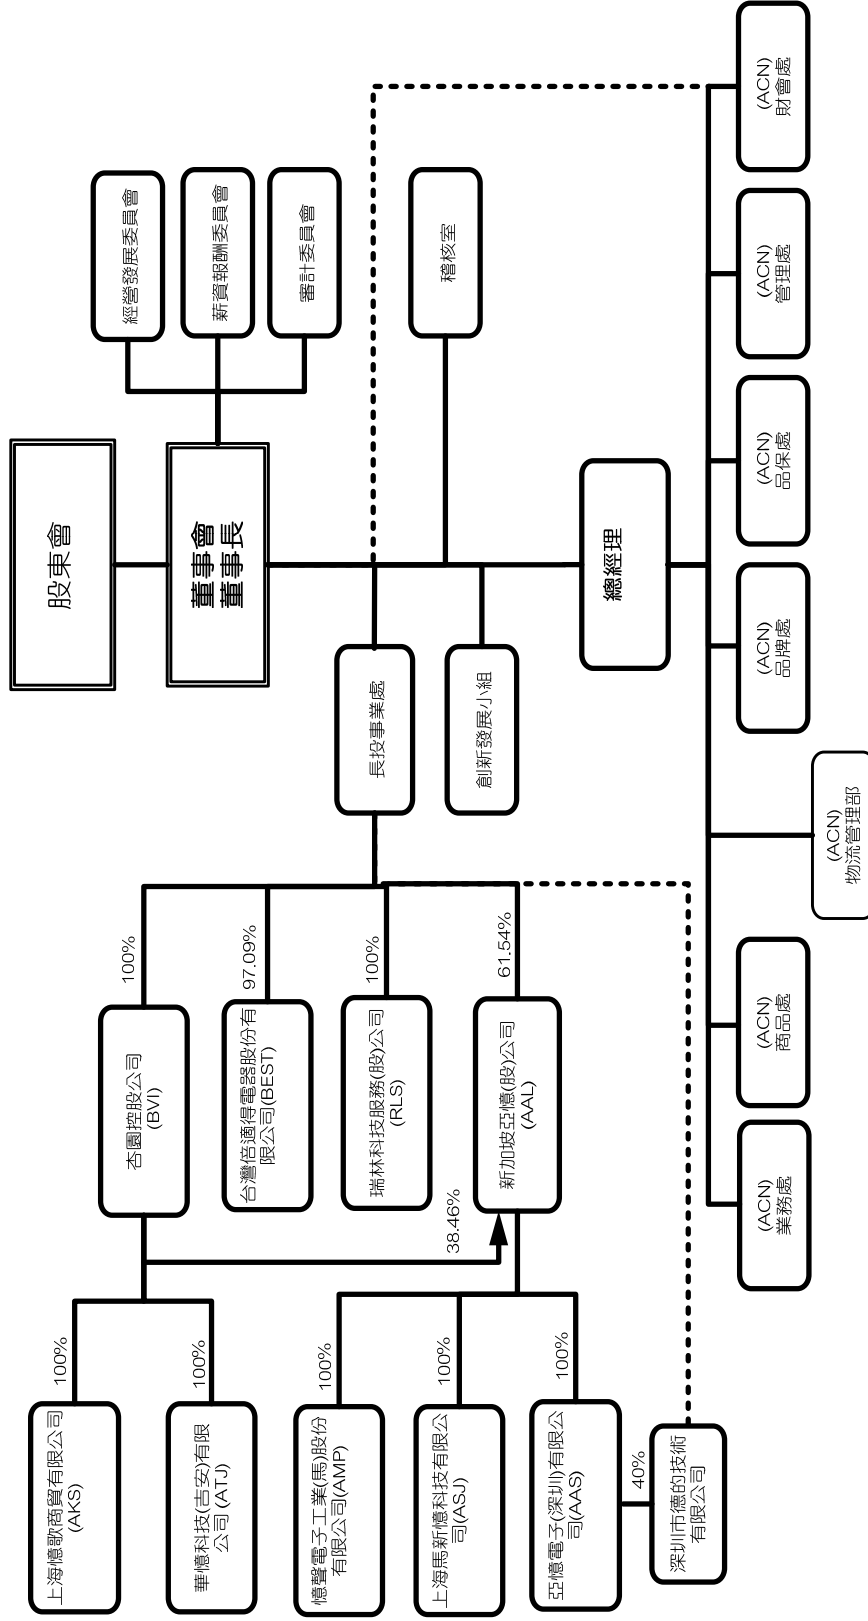 股東會
董事會
董事長
經營發展委員會
薪資報酬委員會
審計委員會
稽核室
長投事業處
創新發展小組
總經理
100%
97.09%
100%
61.54%
杏園控股公司
(BVI)
台灣倍適得電器股份有
限公司(BEST)
瑞林科技服務(股)公司
(RLS)
新加坡亞憶(股)公司
(AAL)
38.46%
100%
100%
100%
100%
100%
上海憶歌商貿有限公司
(AKS)
華憶科技(吉安)有限
公司 (ATJ)
憶聲電子工業(馬)股份
有限公司(AMP)
上海馬新憶科技有限公
司(ASJ)
亞憶電子(深圳)有限公
司(AAS)
40%
深圳市德的技術
有限公司
(ACN)
業務處
(ACN)
商品處
(ACN)
物流管理部
(ACN)
品牌處
(ACN)
品保處
(ACN)
管理處
(ACN)
財會處